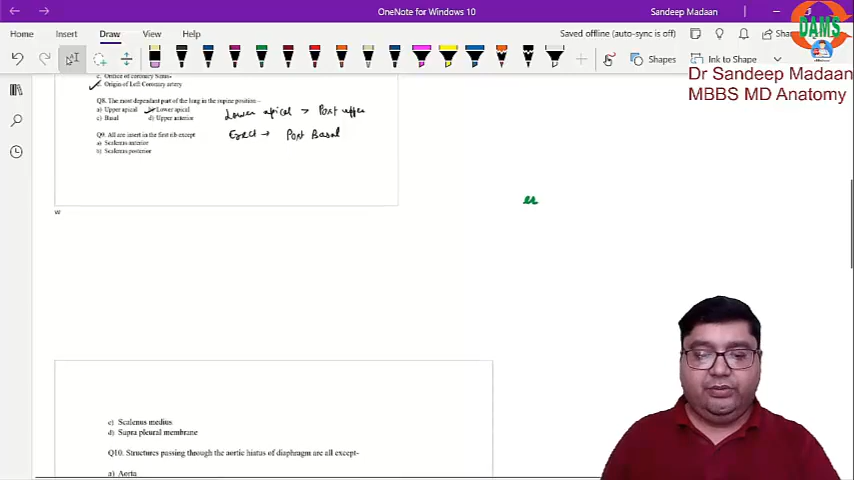 OneNote for Windows 10
Sandeep Madaan
Home Insert Draw View Help
Saved offline (auto-sync is off)
Share
Shapes
Ink to Shape
DAMS
Dr Sandeep Madaan
MBBS MD Anatomy
c. Orifice of coronary sinus
Origin of Left Coronary artery
Q8. The most dependant part of the lung in the supine position:-
a) Upper apical Lower apical
c) Basal d) Upper anterior
Lower apical > Post upper
Erect → Post Basal
Q9. All are insert in the first rib except
a) Scalenus anterior
b) Scalenus posterior
w
c) Scalenus medius
d) Supra pleural membrane
Q10. Structures passing through the aortic hiatus of diaphragm are all except-
a) Aorta